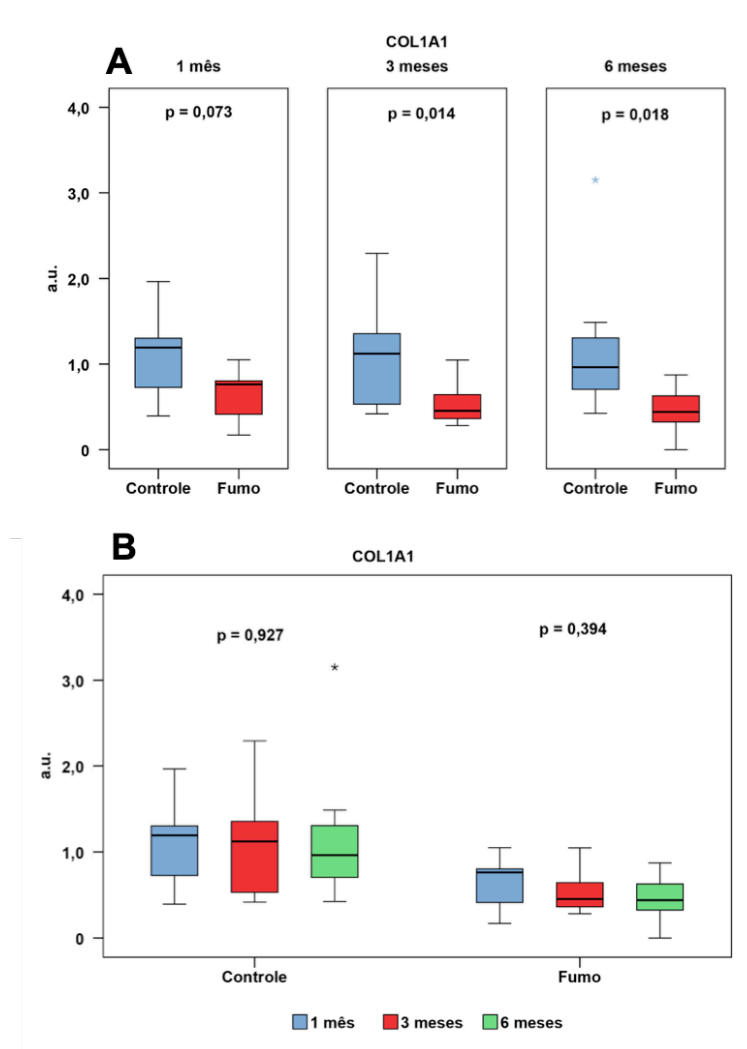 COL1A1
A
1 mês 3 meses 6 meses
p = 0,073 p = 0,014 p = 0,018
4,0
3,0
*
2,0
a.u.
1,0
0
Controle Fumo Controle Fumo Controle Fumo
B
COL1A1
4,0
p = 0,927 p = 0,394
*
3,0
2,0
a.u.
1,0
0
Controle Fumo
1 mês 3 meses 6 meses